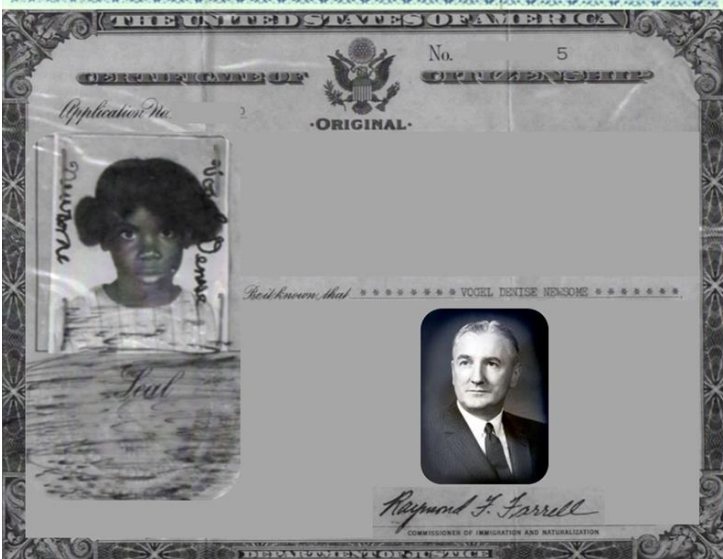 THE UNITED STATES OF AMERICA
No. 5
CERTIFICATE OF CITIZENSHIP
Application No.
·ORIGINAL·
Newsome
Vogel Denise
Be it known, that * * * * * * * * VOGEL DENISE NEWSOME * * * * * * *
Seal
Raymond F. Farrell
COMMISSIONER OF IMMIGRATION AND NATURALIZATION
DEPARTMENT OF JUSTICE